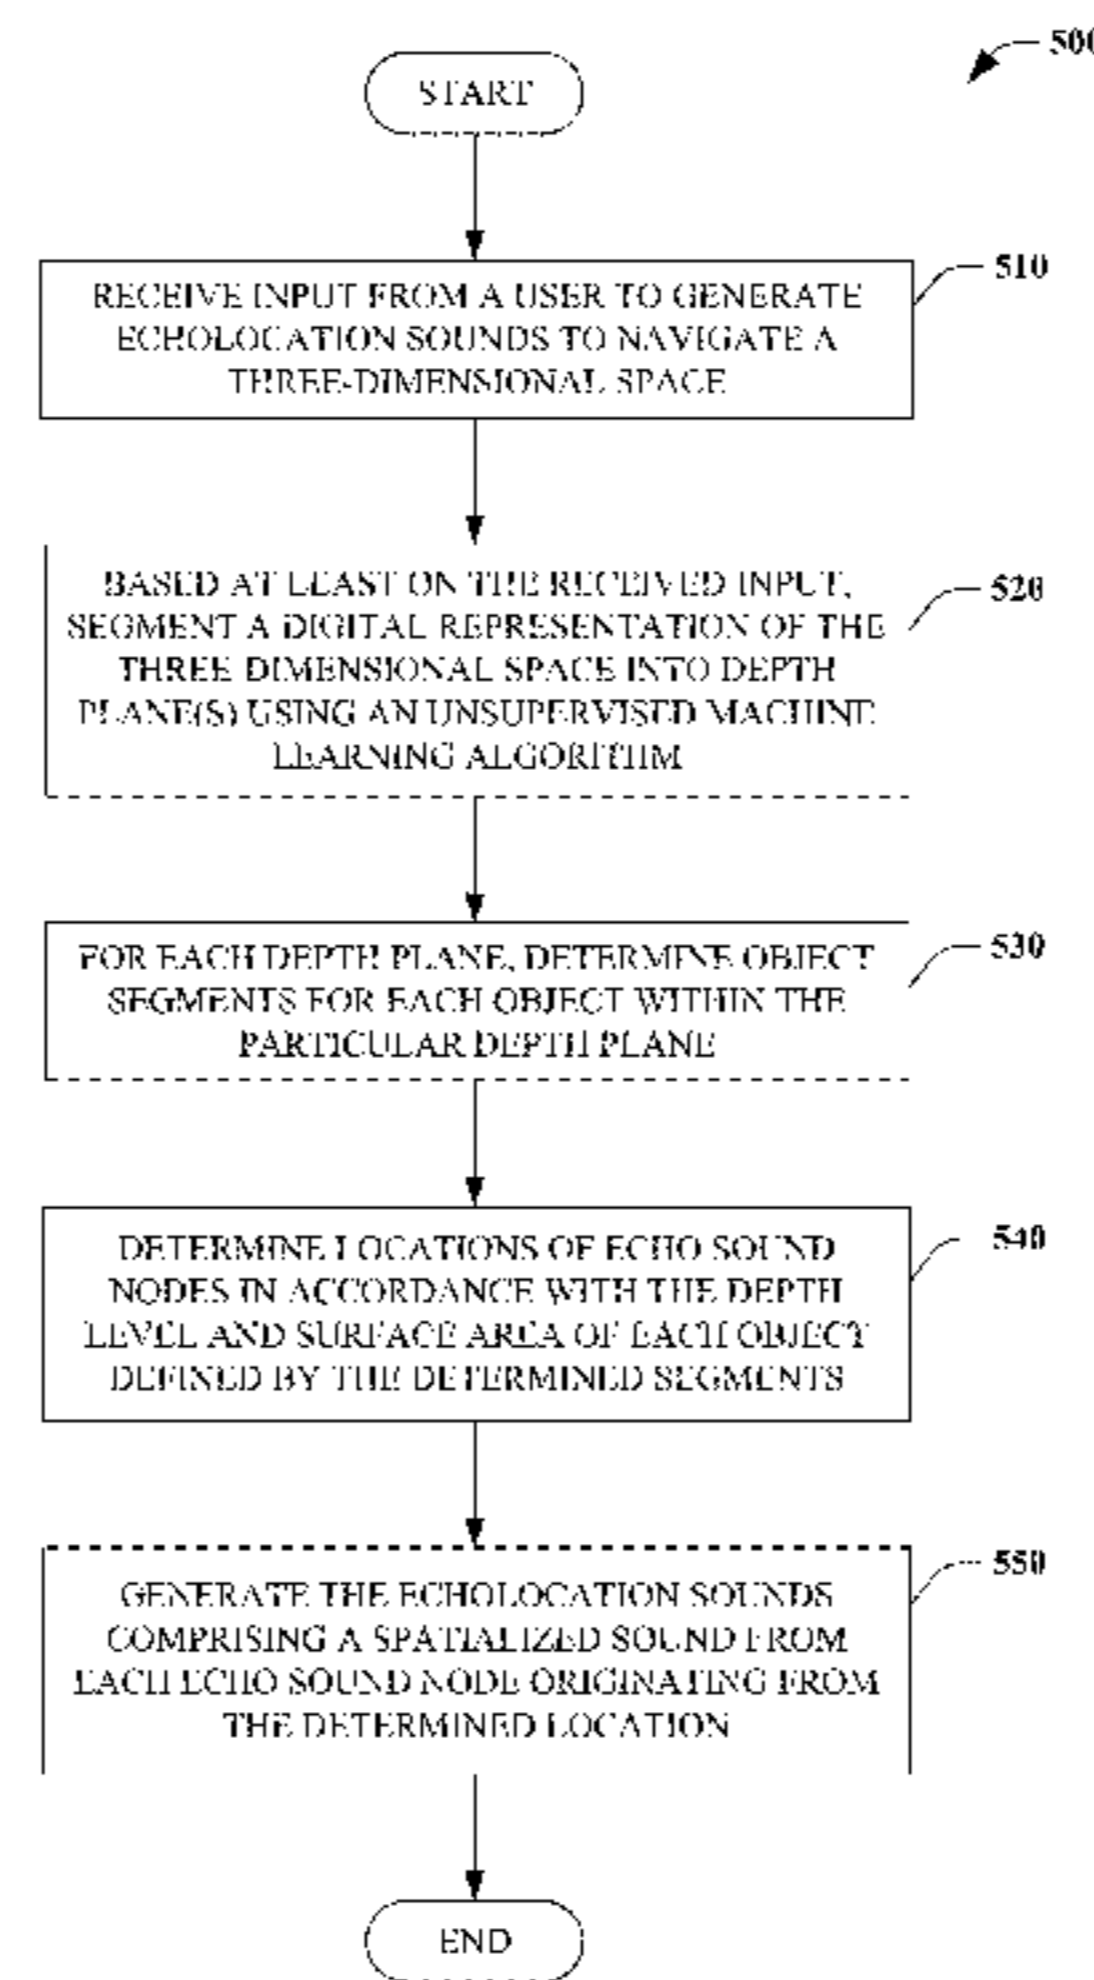 500
START
510
RECEIVE INPUT FROM A USER TO GENERATE
ECHOLOCATION SOUNDS TO NAVIGATE A
THREE-DIMENSIONAL SPACE
520
BASED AT LEAST ON THE RECEIVED INPUT,
SEGMENT A DIGITAL REPRESENTATION OF THE
THREE DIMENSIONAL SPACE INTO DEPTH
PLANE(S) USING AN UNSUPERVISED MACHINE
LEARNING ALGORITHM
530
FOR EACH DEPTH PLANE, DETERMINE OBJECT
SEGMENTS FOR EACH OBJECT WITHIN THE
PARTICULAR DEPTH PLANE
540
DETERMINE LOCATIONS OF ECHO SOUND
NODES IN ACCORDANCE WITH THE DEPTH
LEVEL AND SURFACE AREA OF EACH OBJECT
DEFINED BY THE DETERMINED SEGMENTS
550
GENERATE THE ECHOLOCATION SOUNDS
COMPRISING A SPATIALIZED SOUND FROM
EACH ECHO SOUND NODE ORIGINATING FROM
THE DETERMINED LOCATION
END